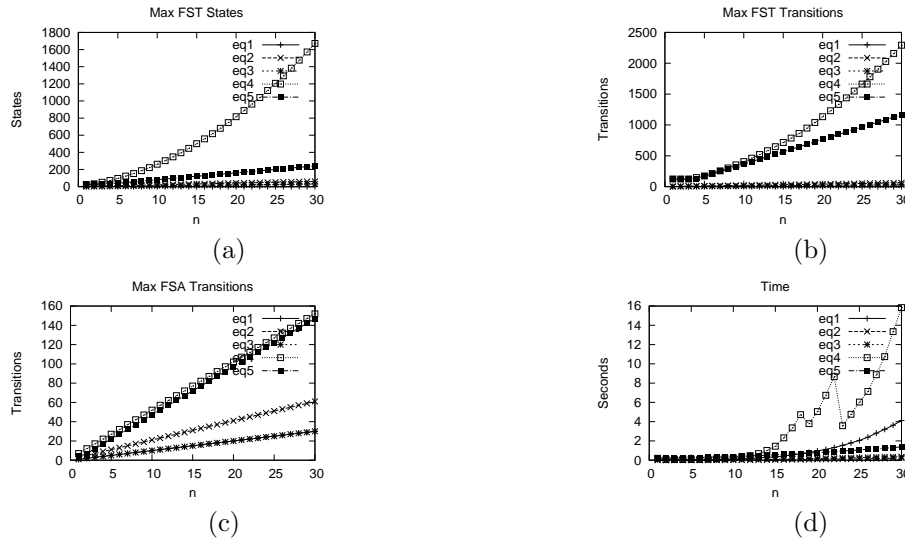 Max FST States
1800
1600
1400
1200
1000
800
600
400
200
0
States
eq1
eq2
eq3
eq4
eq5
0 5 10 15 20 25 30
n
(a)
Max FST Transitions
2500
2000
1500
1000
500
0
Transitions
eq1
eq2
eq3
eq4
eq5
0 5 10 15 20 25 30
n
(b)
Max FSA Transitions
160
140
120
100
80
60
40
20
0
Transitions
eq1
eq2
eq3
eq4
eq5
0 5 10 15 20 25 30
n
(c)
Time
16
14
12
10
8
6
4
2
0
Seconds
eq1
eq2
eq3
eq4
eq5
0 5 10 15 20 25 30
n
(d)